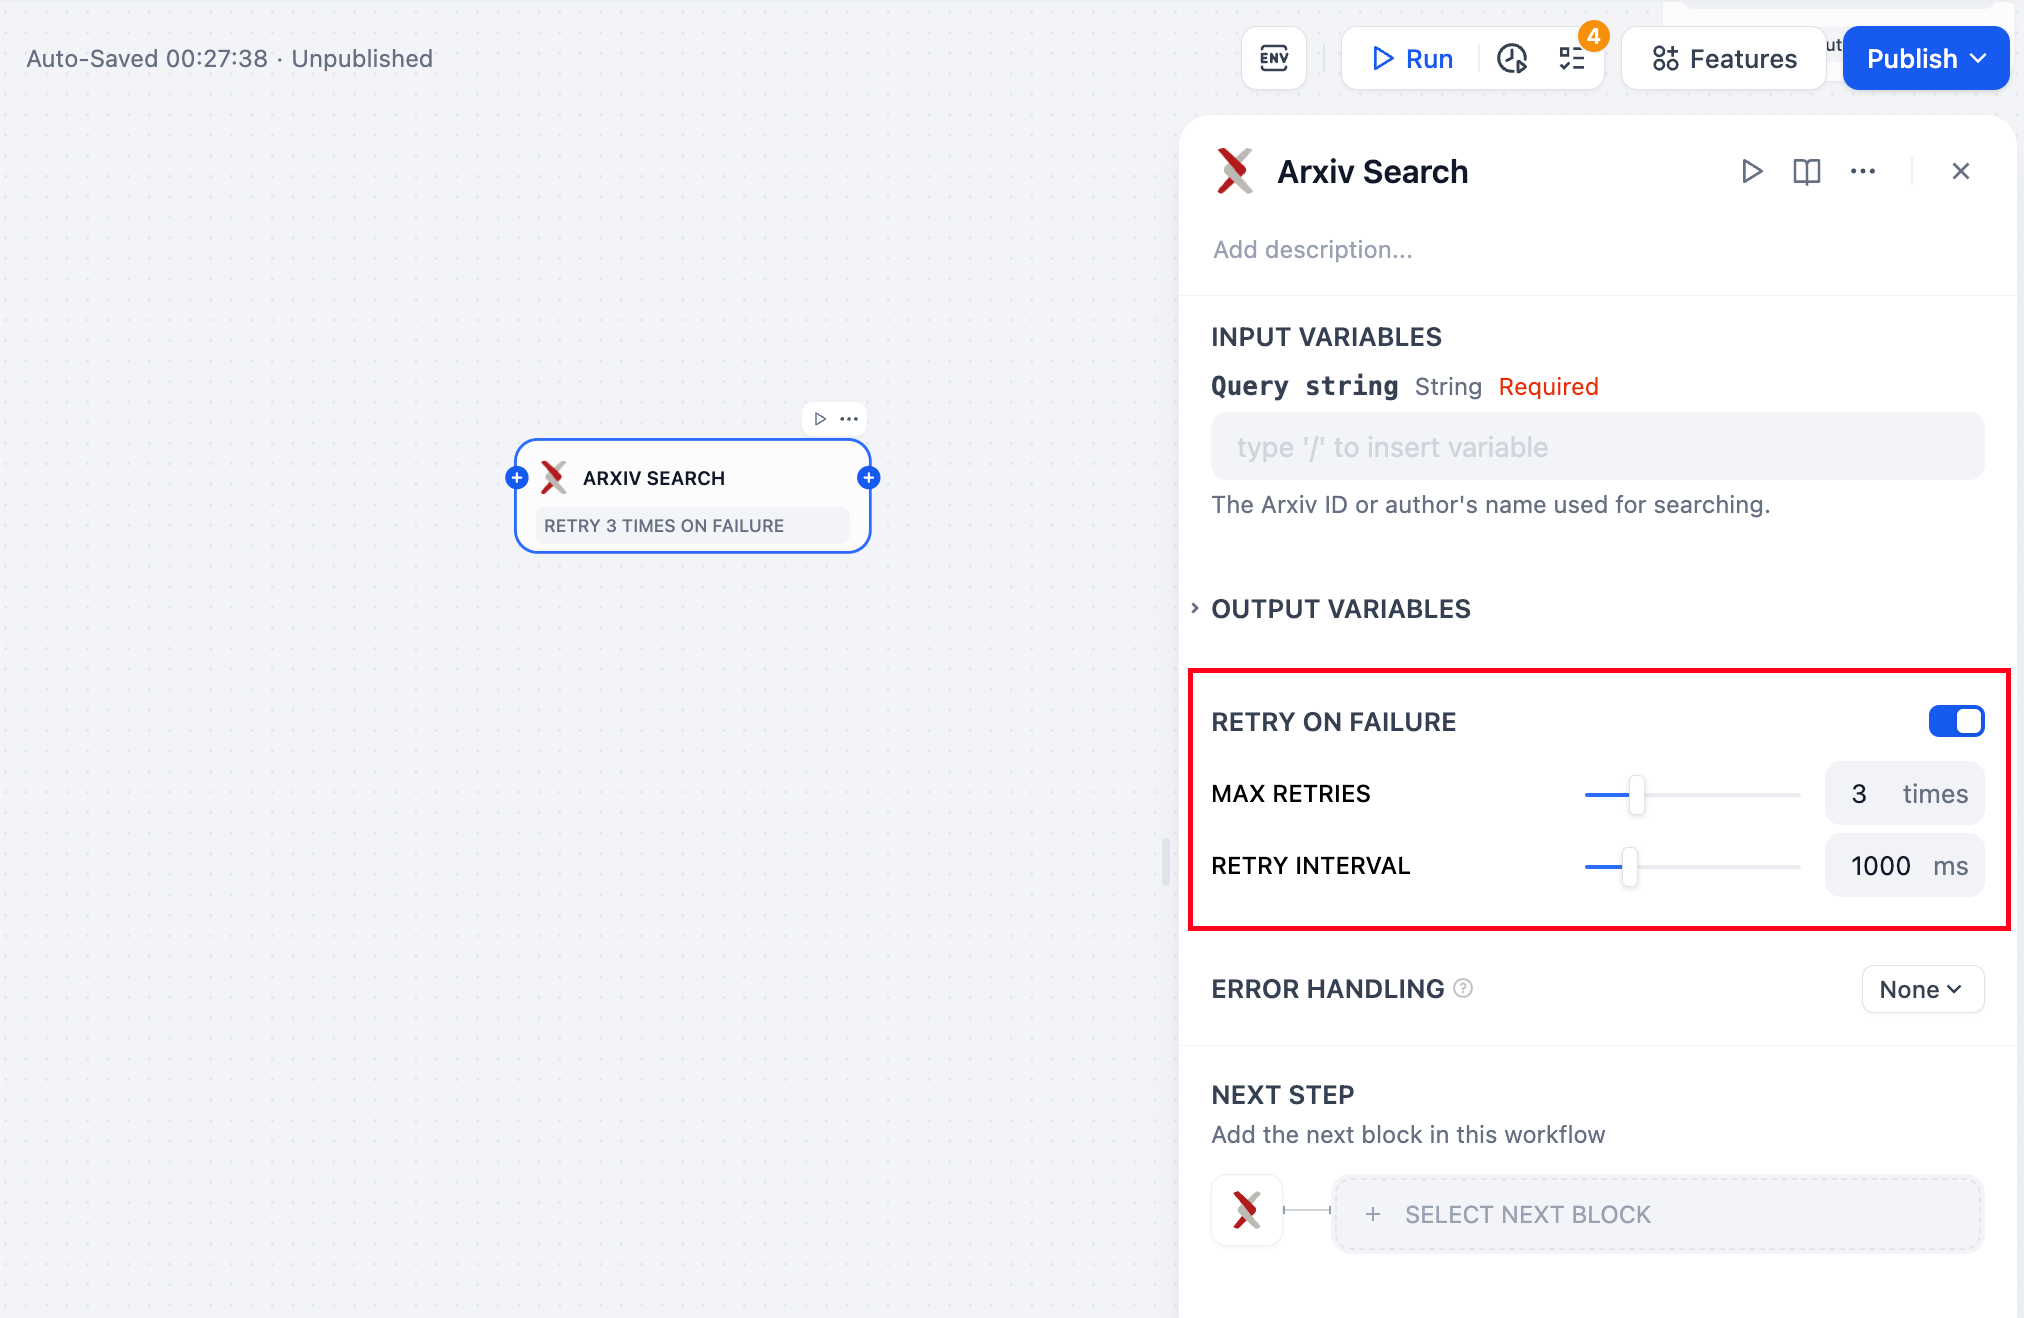 Auto-Saved 00:27:38 · Unpublished
ENV
Run
4
Features
Publish
Arxiv Search
Add description...
INPUT VARIABLES
Query string String Required
type '/' to insert variable
The Arxiv ID or author's name used for searching.
ARXIV SEARCH
RETRY 3 TIMES ON FAILURE
OUTPUT VARIABLES
RETRY ON FAILURE
MAX RETRIES 3 times
RETRY INTERVAL 1000 ms
ERROR HANDLING ? None
NEXT STEP
Add the next block in this workflow
+ SELECT NEXT BLOCK